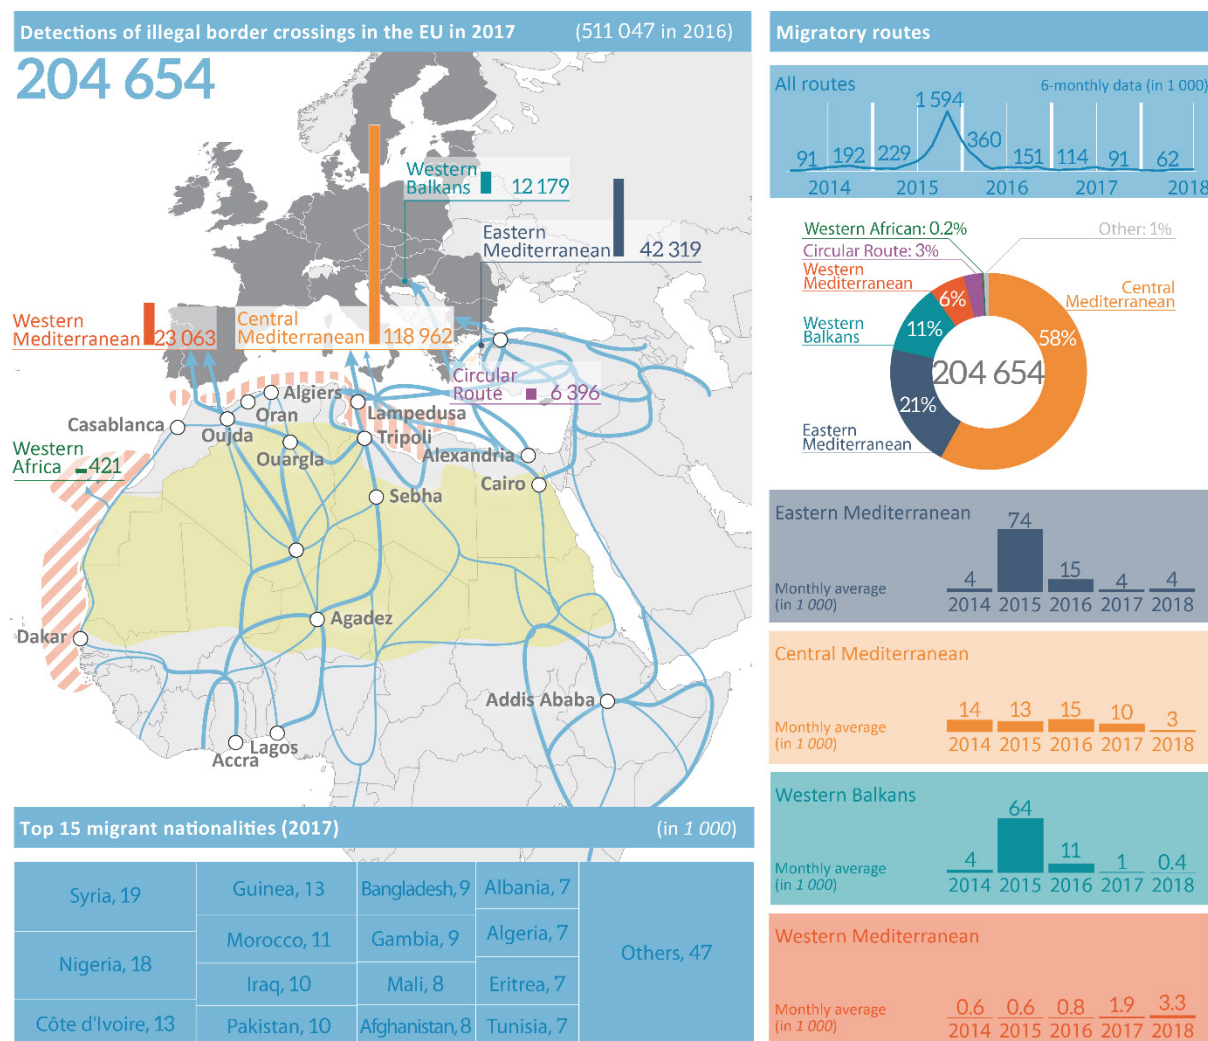 Detections of illegal border crossings in the EU in 2017 (511 047 in 2016)
204 654
Western
Balkans 12 179
Eastern
Mediterranean 42 319
Western
Mediterranean 23 063
Central
Mediterranean 118 962
Circular
Route 6 396
Western
Africa 421
Casablanca
Oujda
Oran
Algiers
Ouargla
Lampedusa
Tripoli
Alexandria
Cairo
Sebha
Agadez
Dakar
Addis Ababa
Lagos
Accra
Top 15 migrant nationalities (2017) (in 1 000)
Syria, 19
Nigeria, 18
Côte d'Ivoire, 13
Guinea, 13
Morocco, 11
Iraq, 10
Pakistan, 10
Bangladesh, 9
Gambia, 9
Mali, 8
Afghanistan, 8
Albania, 7
Algeria, 7
Eritrea, 7
Tunisia, 7
Others, 47
Migratory routes
All routes 6-monthly data (in 1 000)
91 192 229 1 594 360 151 114 91 62
2014 2015 2016 2017 2018
Western African: 0.2%
Other: 1%
Circular Route: 3%
Western
Mediterranean
6%
Central
Mediterranean
58%
Western
Balkans
11%
204 654
21%
Eastern
Mediterranean
Eastern Mediterranean
Monthly average
(in 1 000)
4 74 15 4 4
2014 2015 2016 2017 2018
Central Mediterranean
Monthly average
(in 1 000)
14 13 15 10 3
2014 2015 2016 2017 2018
Western Balkans
Monthly average
(in 1 000)
4 64 11 1 0.4
2014 2015 2016 2017 2018
Western Mediterranean
Monthly average
(in 1 000)
0.6 0.6 0.8 1.9 3.3
2014 2015 2016 2017 2018